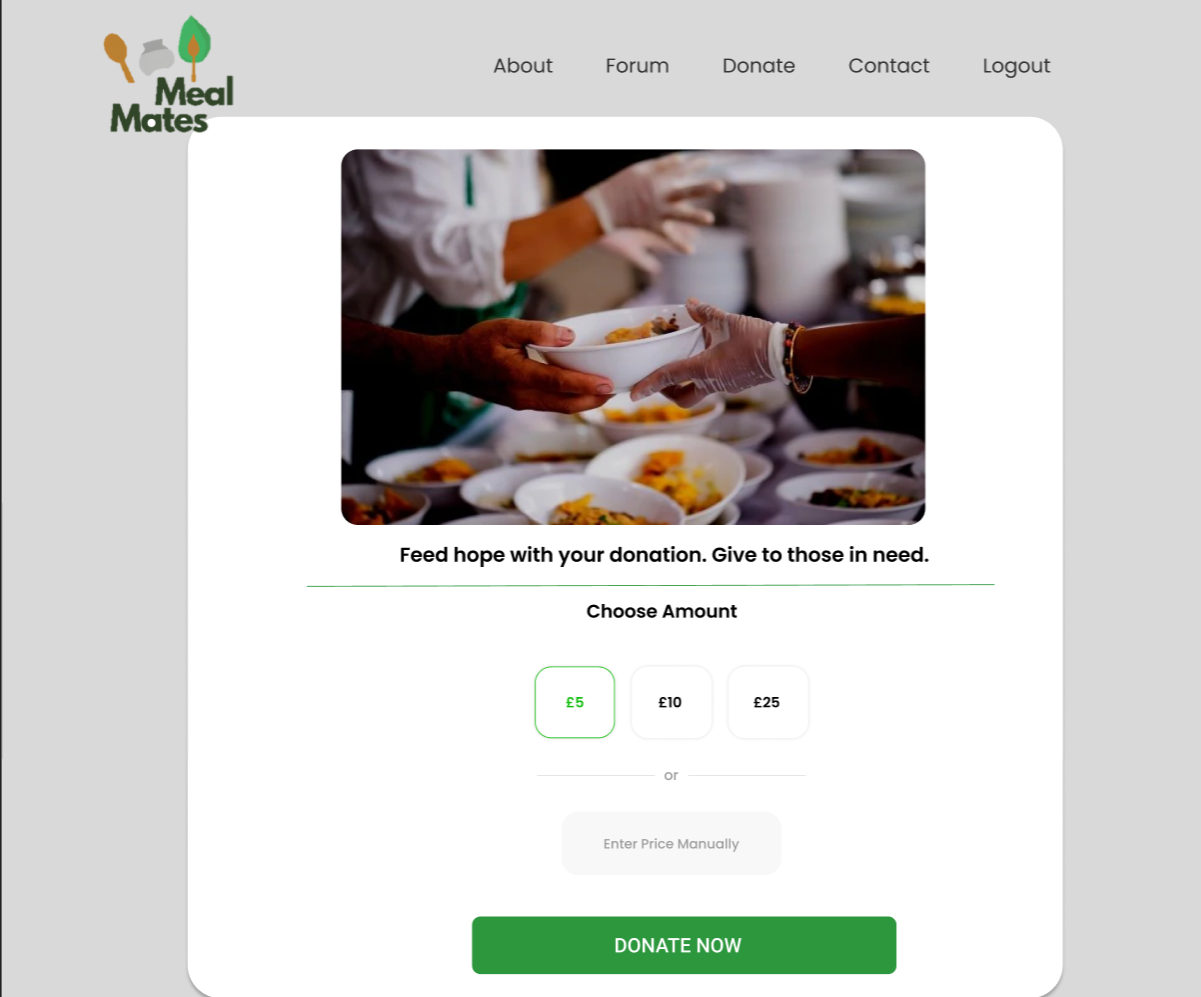 Meal
Mates
About Forum Donate Contact Logout
Feed hope with your donation. Give to those in need.
Choose Amount
£5 £10 £25
or
Enter Price Manually
DONATE NOW